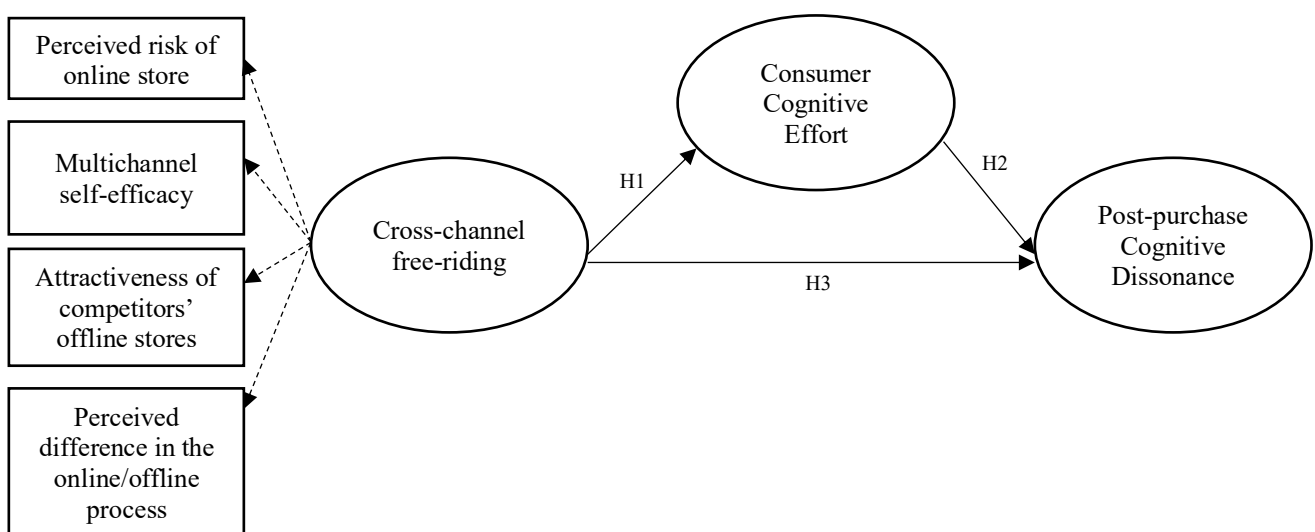 Perceived risk of
online store
Multichannel
self-efficacy
Attractiveness of
competitors’
offline stores
Perceived
difference in the
online/offline
process
Cross-channel
free-riding
H1
Consumer
Cognitive
Effort
H2
H3
Post-purchase
Cognitive
Dissonance